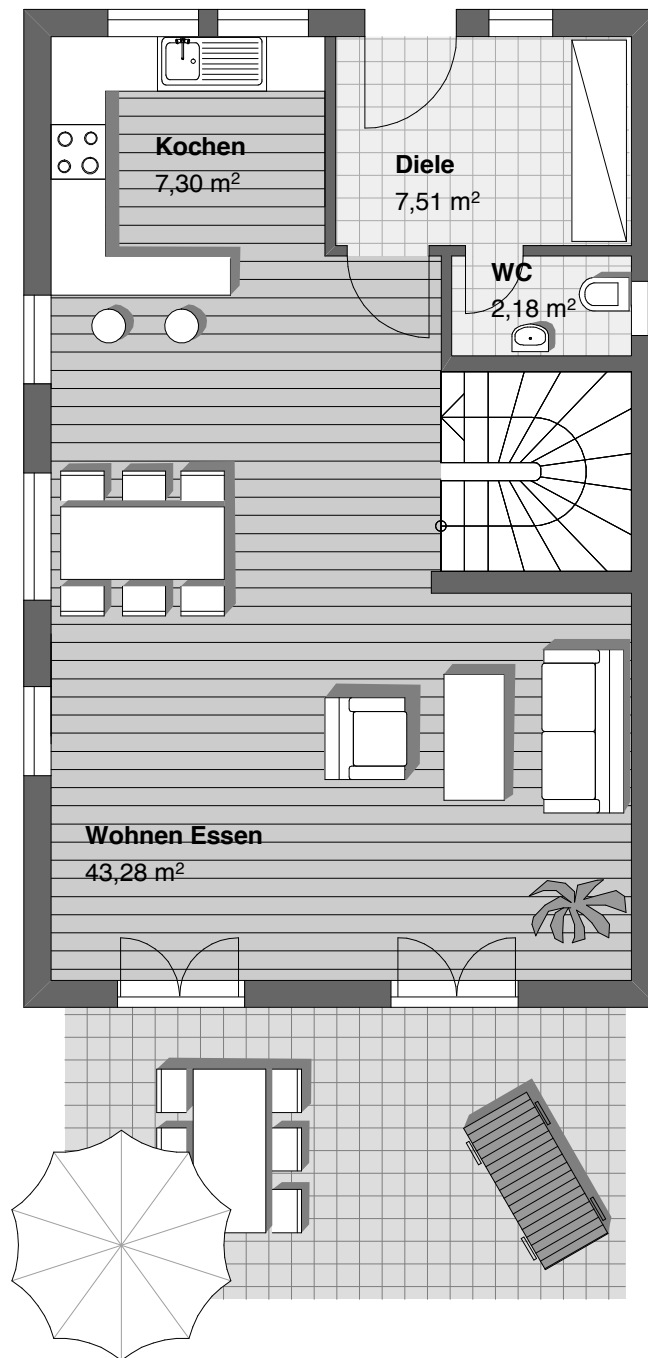 Kochen
7,30 m²
Diele
7,51 m²
WC
2,18 m²
Wohnen Essen
43,28 m²